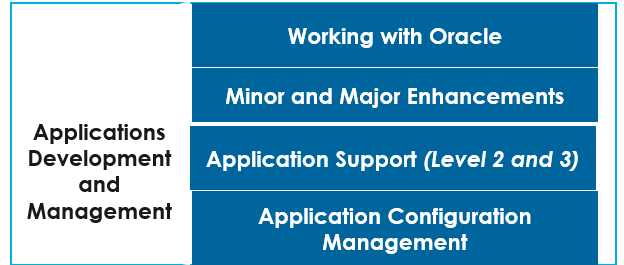 Applications
Development
and
Management
Working with Oracle
Minor and Major Enhancements
Application Support (Level 2 and 3)
Application Configuration
Management